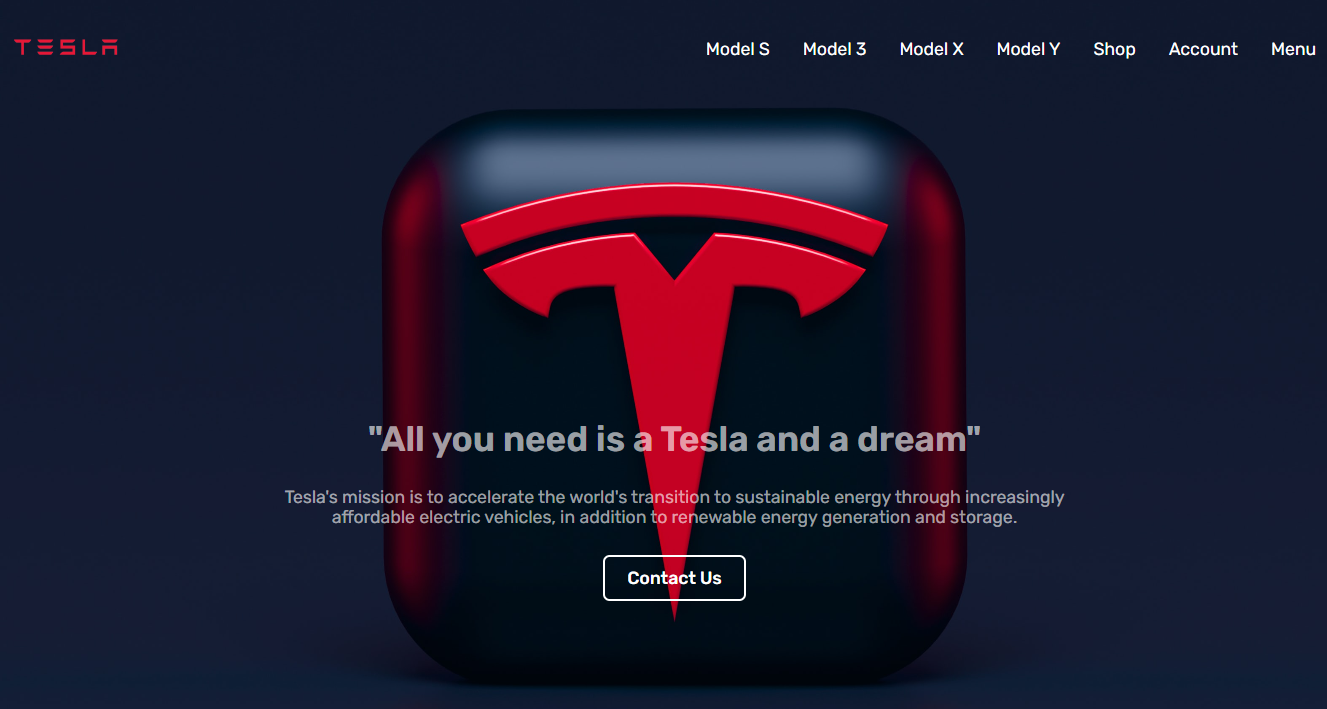 TESLA
Model S Model 3 Model X Model Y Shop Account Menu
"All you need is a Tesla and a dream"
Tesla's mission is to accelerate the world's transition to sustainable energy through increasingly
affordable electric vehicles, in addition to renewable energy generation and storage.
Contact Us